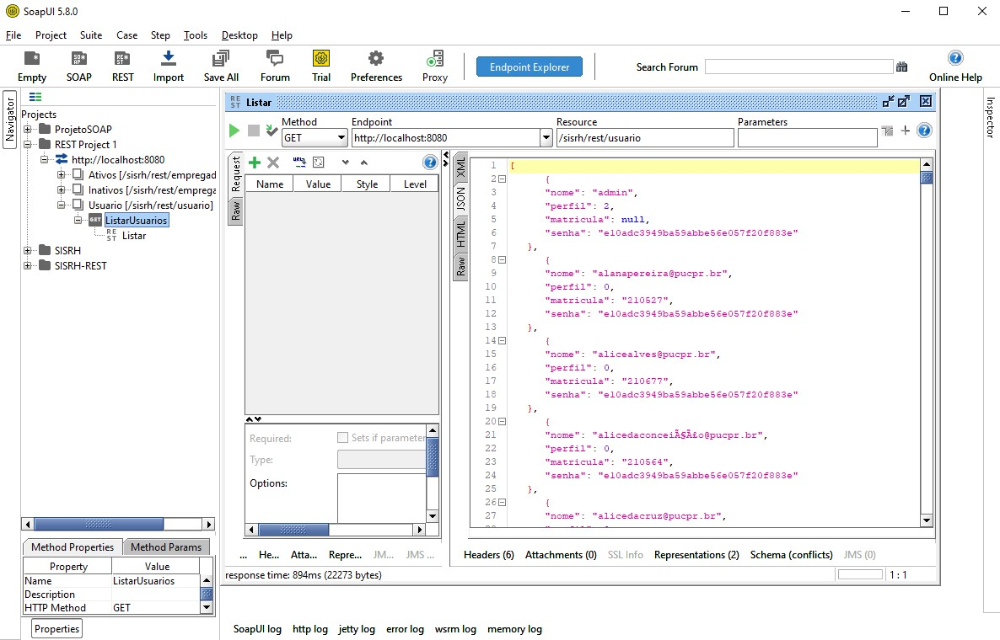 SoapUI 5.8.0
File Project Suite Case Step Tools Desktop Help
Empty SOAP REST Import Save All Forum Trial Preferences Proxy Endpoint Explorer Search Forum Online Help
Navigator
Projects
ProjetoSOAP
REST Project 1
http://localhost:8080
Ativos [/sisrh/rest/empregad
Inativos [/sisrh/rest/emprega
Usuario [/sisrh/rest/usuario]
GET ListarUsuarios
REST Listar
SISRH
SISRH-REST
Method Properties Method Params
Property Value
Name ListarUsuarios
Description
HTTP Method GET
Properties
REST Listar
Method Endpoint Resource Parameters
GET http://localhost:8080 /sisrh/rest/usuario
Request
Raw
Name Value Style Level
Required: Sets if parameter
Type:
Options:
... He... Atta... Repre... JM... JMS ...
XML
JSON
HTML
Raw
1 [
2 {
3 "nome": "admin",
4 "perfil": 2,
5 "matricula": null,
6 "senha": "e10adc3949ba59abbe56e057f20f883e"
7 },
8 {
9 "nome": "alanapereira@pucpr.br",
10 "perfil": 0,
11 "matricula": "210527",
12 "senha": "e10adc3949ba59abbe56e057f20f883e"
13 },
14 {
15 "nome": "alicealves@pucpr.br",
16 "perfil": 0,
17 "matricula": "210677",
18 "senha": "e10adc3949ba59abbe56e057f20f883e"
19 },
20 {
21 "nome": "alicedaconceiÃ§Ã£o@pucpr.br",
22 "perfil": 0,
23 "matricula": "210564",
24 "senha": "e10adc3949ba59abbe56e057f20f883e"
25 },
26 {
27 "nome": "alicedacruz@pucpr.br",
Headers (6) Attachments (0) SSL Info Representations (2) Schema (conflicts) JMS (0)
response time: 894ms (22273 bytes)
1 : 1
Inspector
SoapUI log http log jetty log error log wsrm log memory log